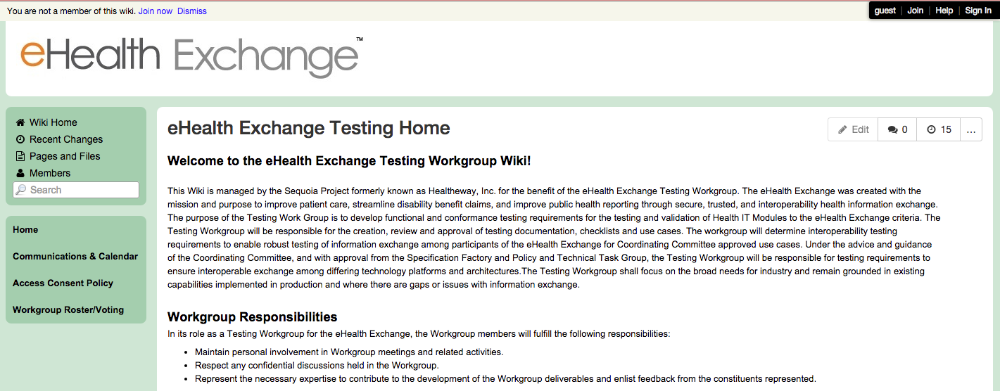 You are not a member of this wiki. Join now Dismiss
guest Join Help Sign In
eHealth Exchange™
Wiki Home
Recent Changes
Pages and Files
Members
Search
Home
Communications & Calendar
Access Consent Policy
Workgroup Roster/Voting
eHealth Exchange Testing Home
Edit 0 15 ...
Welcome to the eHealth Exchange Testing Workgroup Wiki!
This Wiki is managed by the Sequoia Project formerly known as Healtheway, Inc. for the benefit of the eHealth Exchange Testing Workgroup. The eHealth Exchange was created with the
mission and purpose to improve patient care, streamline disability benefit claims, and improve public health reporting through secure, trusted, and interoperability health information exchange.
The purpose of the Testing Work Group is to develop functional and conformance testing requirements for the testing and validation of Health IT Modules to the eHealth Exchange criteria. The
Testing Workgroup will be responsible for the creation, review and approval of testing documentation, checklists and use cases. The workgroup will determine interoperability testing
requirements to enable robust testing of information exchange among participants of the eHealth Exchange for Coordinating Committee approved use cases. Under the advice and guidance
of the Coordinating Committee, and with approval from the Specification Factory and Policy and Technical Task Group, the Testing Workgroup will be responsible for testing requirements to
ensure interoperable exchange among differing technology platforms and architectures.The Testing Workgroup shall focus on the broad needs for industry and remain grounded in existing
capabilities implemented in production and where there are gaps or issues with information exchange.
Workgroup Responsibilities
In its role as a Testing Workgroup for the eHealth Exchange, the Workgroup members will fulfill the following responsibilities:
• Maintain personal involvement in Workgroup meetings and related activities.
• Respect any confidential discussions held in the Workgroup.
• Represent the necessary expertise to contribute to the development of the Workgroup deliverables and enlist feedback from the constituents represented.